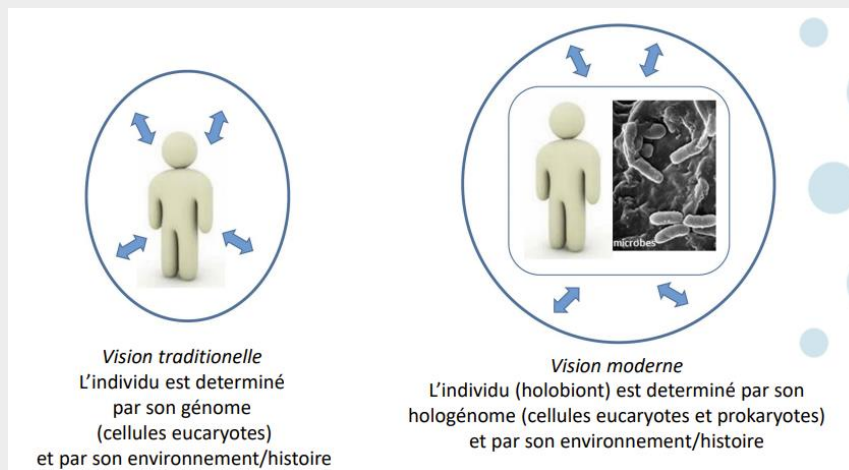 microbes
Vision traditionelle
L'individu est determiné
par son génome
(cellules eucaryotes)
et par son environnement/histoire
Vision moderne
L'individu (holobiont) est determiné par son
hologénome (cellules eucaryotes et prokaryotes)
et par son environnement/histoire